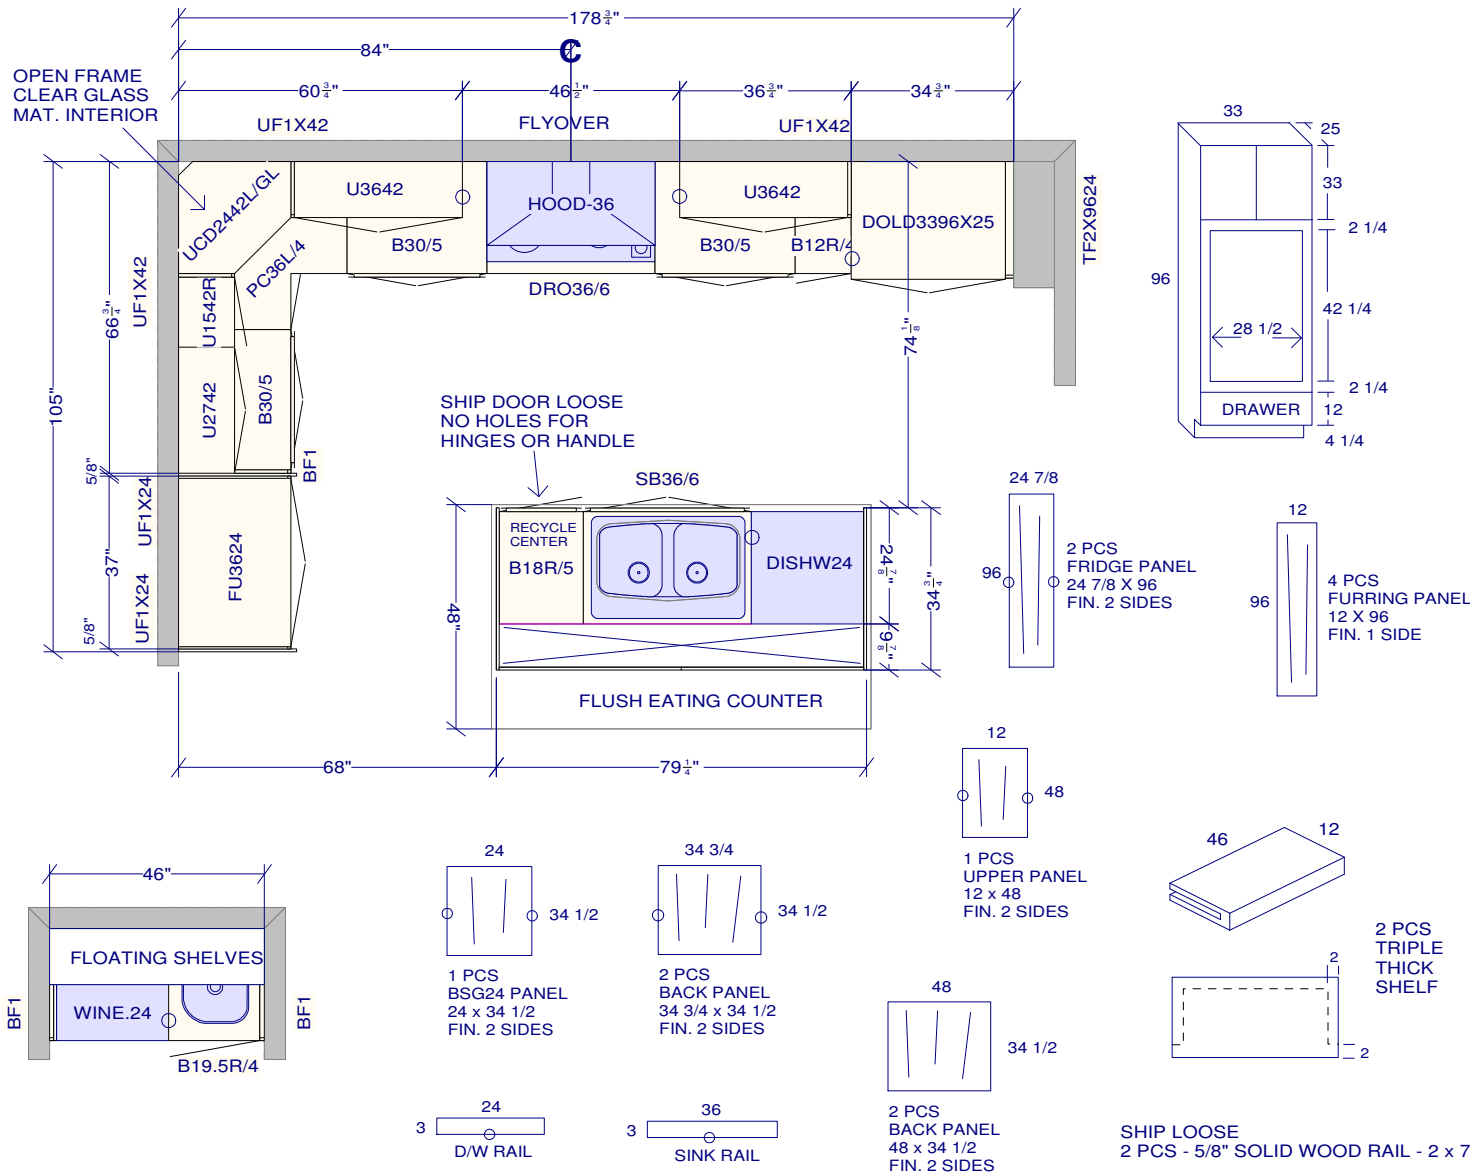 178 3/4"
84"
C
60 3/4"
46 1/2"
36 3/4"
34 3/4"
OPEN FRAME
CLEAR GLASS
MAT. INTERIOR
UF1X42
FLYOVER
UF1X42
UCD2442L/GL
U3642
HOOD-36
U3642
DOLD3396X25
TF2X9624
PC36L/4
B30/5
B30/5
B12R/4
DRO36/6
UF1X42
U1542R
U2742
B30/5
66 3/4"
105"
74 1/8"
5/8"
BF1
UF1X24
37"
FU3624
UF1X24
5/8"
SHIP DOOR LOOSE
NO HOLES FOR
HINGES OR HANDLE
SB36/6
RECYCLE
CENTER
B18R/5
DISHW24
24 7/8"
34 3/4"
9 7/8"
48"
FLUSH EATING COUNTER
68"
79 1/4"
33
25
33
2 1/4
96
42 1/4
28 1/2
2 1/4
DRAWER
12
4 1/4
24 7/8
96
2 PCS
FRIDGE PANEL
24 7/8 X 96
FIN. 2 SIDES
12
96
4 PCS
FURRING PANEL
12 X 96
FIN. 1 SIDE
12
48
1 PCS
UPPER PANEL
12 x 48
FIN. 2 SIDES
46
12
2 PCS
TRIPLE
THICK
SHELF
2
2
46"
FLOATING SHELVES
BF1
WINE.24
BF1
B19.5R/4
24
34 1/2
1 PCS
BSG24 PANEL
24 x 34 1/2
FIN. 2 SIDES
34 3/4
34 1/2
2 PCS
BACK PANEL
34 3/4 x 34 1/2
FIN. 2 SIDES
48
34 1/2
2 PCS
BACK PANEL
48 x 34 1/2
FIN. 2 SIDES
24
3
D/W RAIL
36
3
SINK RAIL
SHIP LOOSE
2 PCS - 5/8" SOLID WOOD RAIL - 2 x 7